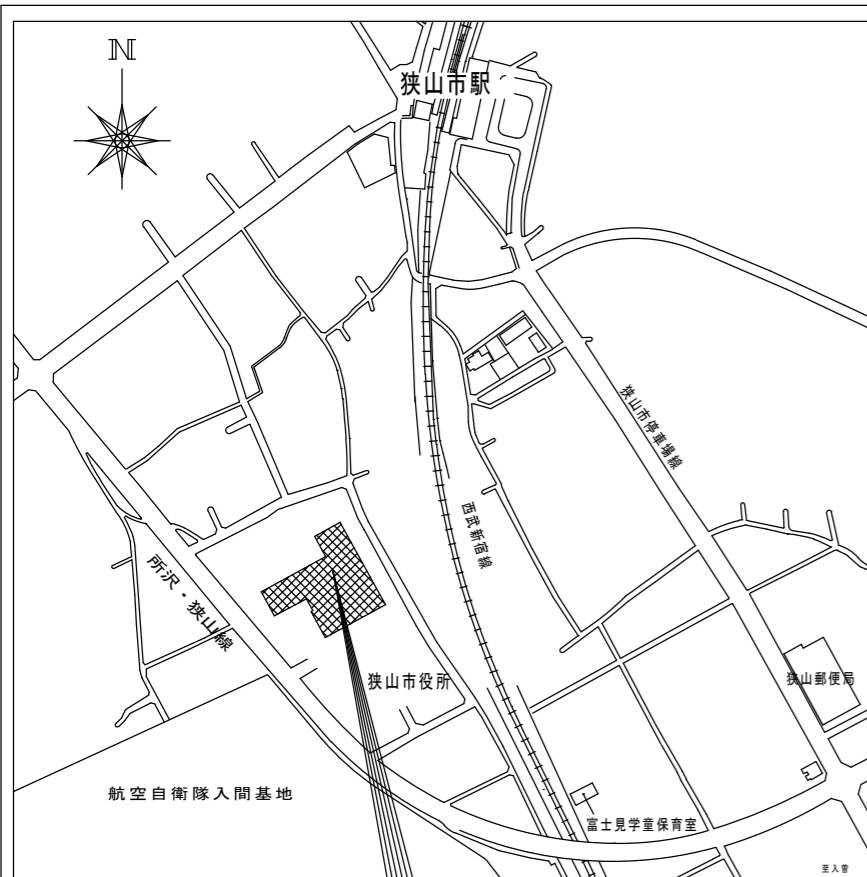 N
狭山市駅
狭山市停車場線
西武新宿線
所沢・狭山線
狭山市役所
狭山郵便局
航空自衛隊入間基地
富士見学童保育室
至入曽